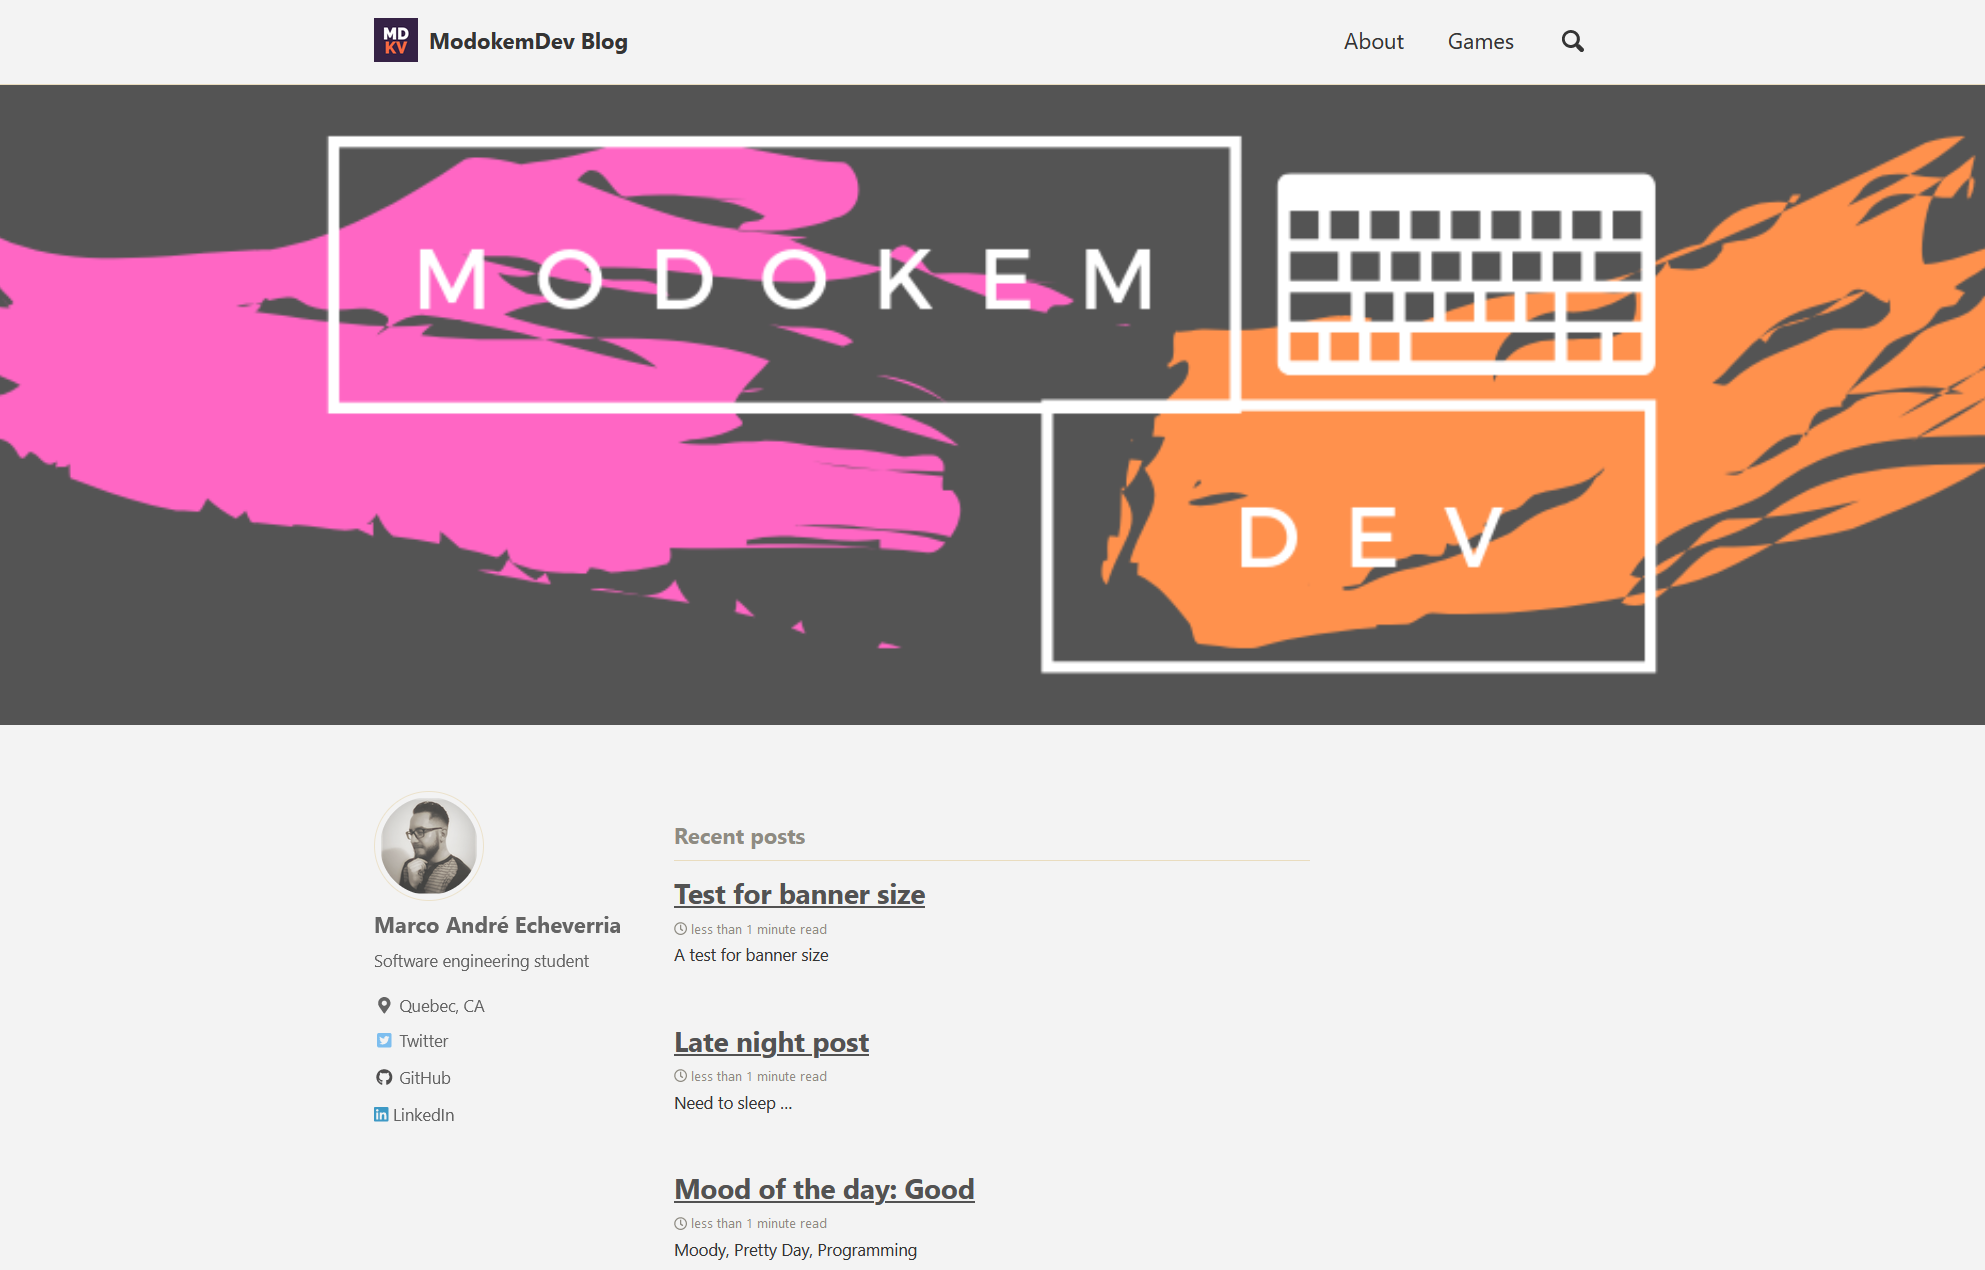 MD
KV
ModokemDev Blog
About
Games
MODOKEM
DEV
Marco André Echeverria
Software engineering student
Quebec, CA
Twitter
GitHub
LinkedIn
Recent posts
Test for banner size
less than 1 minute read
A test for banner size
Late night post
less than 1 minute read
Need to sleep ...
Mood of the day: Good
less than 1 minute read
Moody, Pretty Day, Programming